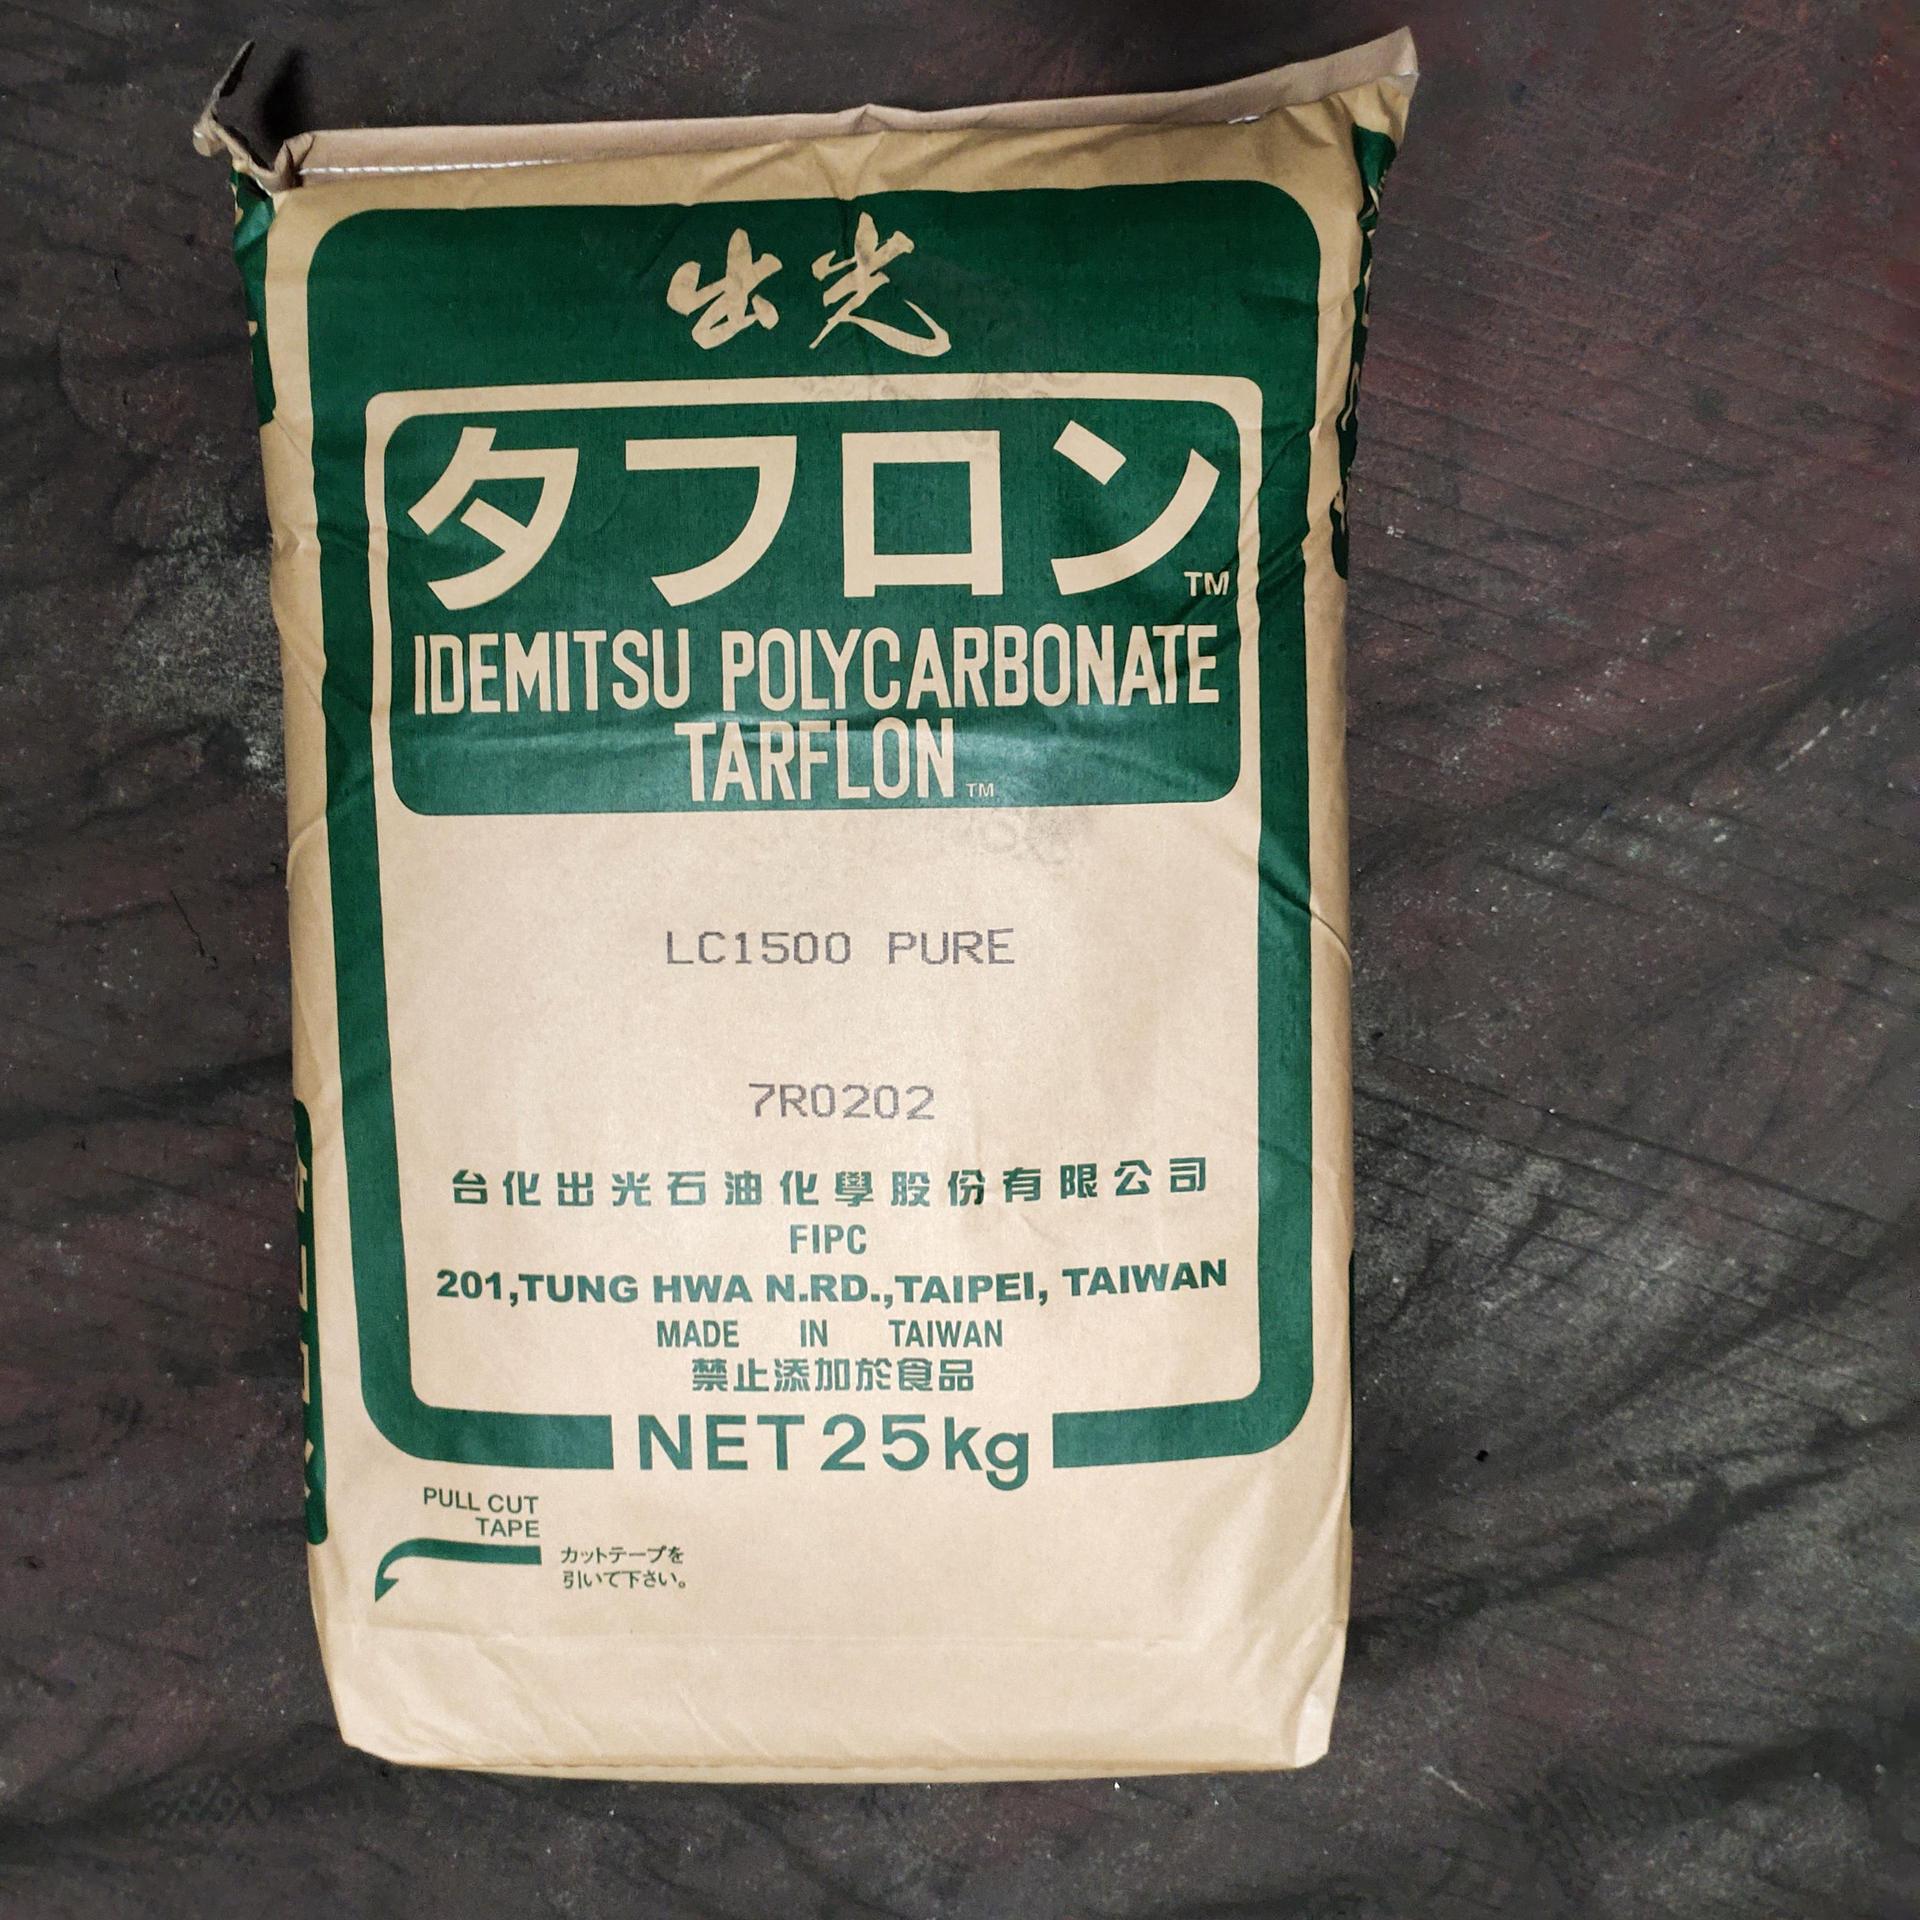 出光
タフロン TM
IDEMITSU POLYCARBONATE
TARFLON TM
LC1500 PURE
7R0202
台化出光石油化學股份有限公司
FIPC
201,TUNG HWA N.RD.,TAIPEI, TAIWAN
MADE IN TAIWAN
禁止添加於食品
NET 25kg
PULL CUT
TAPE
カットテープを
引いて下さい。